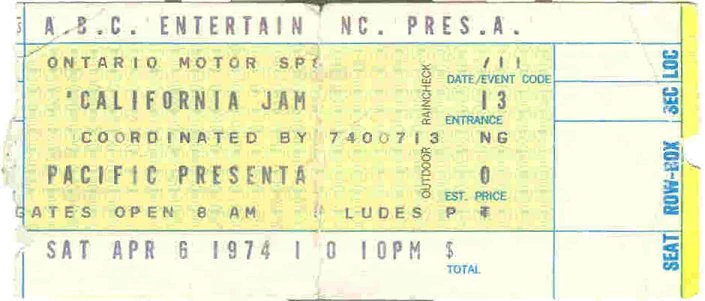 A.B.C. ENTERTAIN NC. PRES.A.
ONTARIO MOTOR SP /11
DATE/EVENT CODE
'CALIFORNIA JAM 13
ENTRANCE
OUTDOOR RAINCHECK
COORDINATED BY 7400713 NG
PACIFIC PRESENTA 0
EST. PRICE
GATES OPEN 8 AM LUDES P
SAT APR 6 1974 1 0 10PM $
TOTAL
SEC LOC
ROW-BOX
SEAT